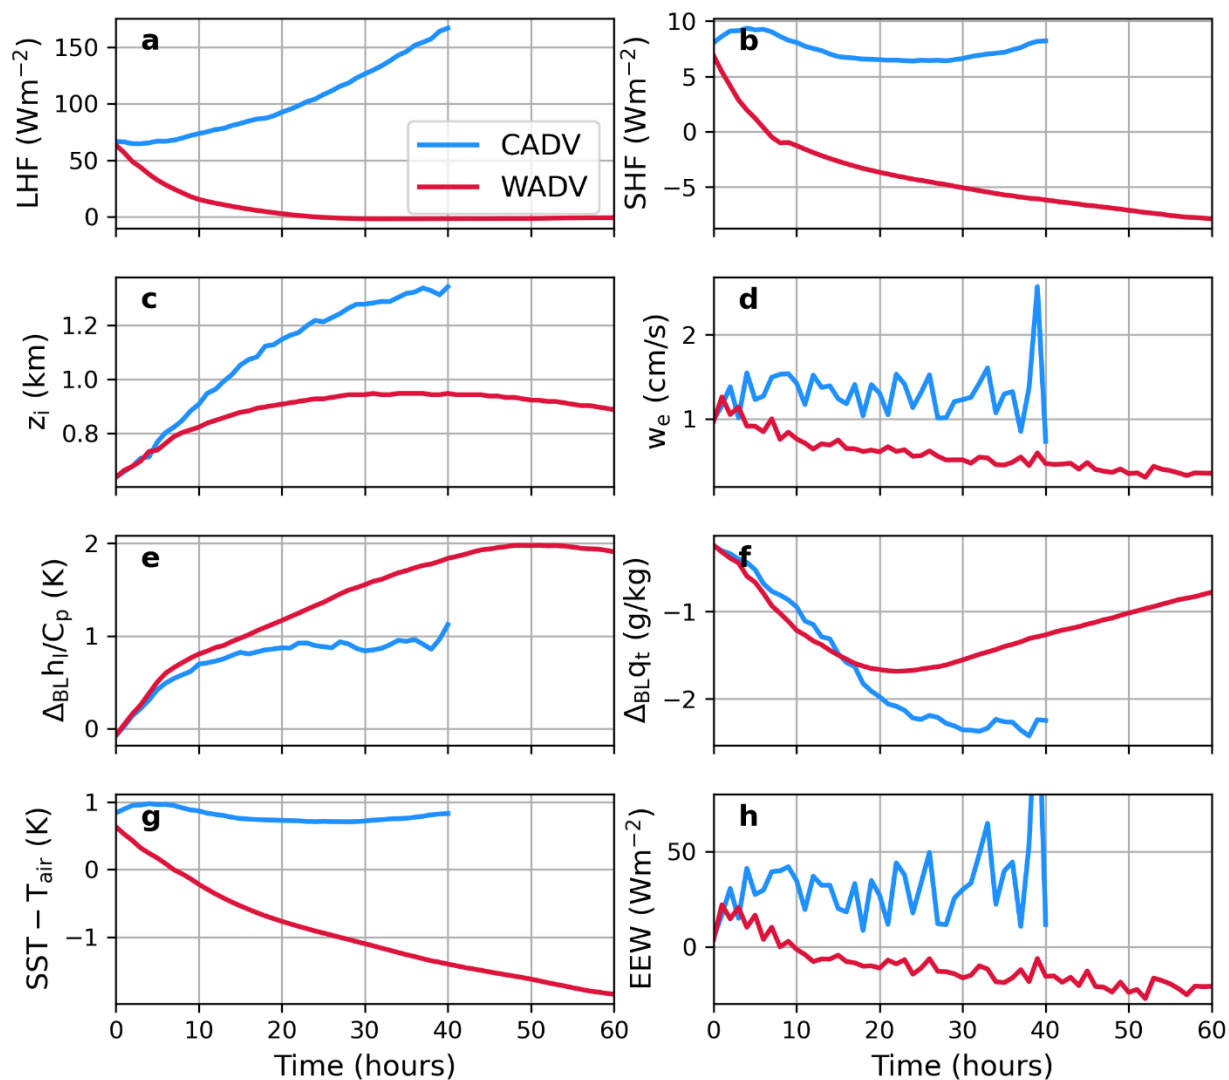 a
LHF (Wm⁻²)
150
100
50
0
CADV
WADV
b
SHF (Wm⁻²)
10
5
0
−5
c
zᵢ (km)
1.2
1.0
0.8
d
wₑ (cm/s)
2
1
e
Δ_BL h_l/C_p (K)
2
1
0
f
Δ_BL q_t (g/kg)
−1
−2
g
SST − T_air (K)
1
0
−1
0 10 20 30 40 50 60
Time (hours)
h
EEW (Wm⁻²)
50
0
0 10 20 30 40 50 60
Time (hours)